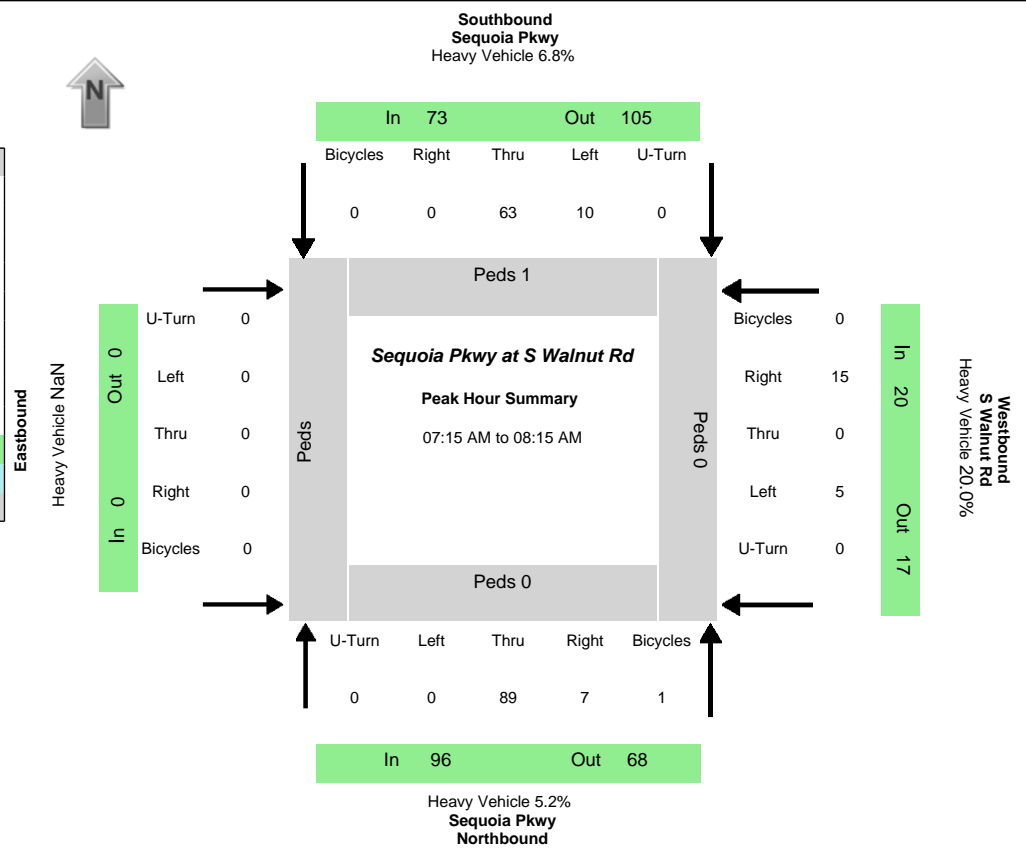 Southbound
Sequoia Pkwy
Heavy Vehicle 6.8%
N
In 73 Out 105
Bicycles Right Thru Left U-Turn
0 0 63 10 0
Peds 1
U-Turn 0
Left 0
Thru 0
Right 0
Bicycles 0
Out 0
In 0
Heavy Vehicle NaN
Eastbound
Peds
Sequoia Pkwy at S Walnut Rd
Peak Hour Summary
07:15 AM to 08:15 AM
Peds 0
Bicycles 0
Right 15
Thru 0
Left 5
U-Turn 0
In 20
Out 17
Westbound
S Walnut Rd
Heavy Vehicle 20.0%
Peds 0
U-Turn Left Thru Right Bicycles
0 0 89 7 1
In 96 Out 68
Heavy Vehicle 5.2%
Sequoia Pkwy
Northbound